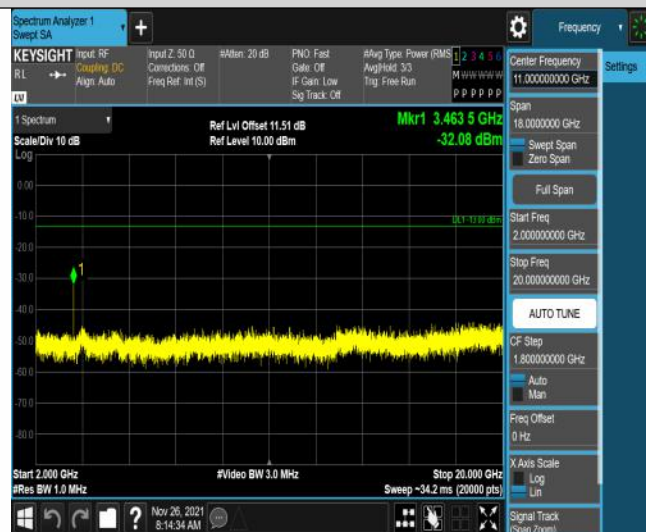 Spectrum Analyzer 1
Swept SA
+
Frequency
KEYSIGHT
RL
Input: RF
Coupling: DC
Align: Auto
Input Z: 50 Ω
Corrections: Off
Freq Ref: Int (S)
#Atten: 20 dB
PNO: Fast
Gate: Off
IF Gain: Low
Sig Track: Off
#Avg Type: Power (RMS
Avg|Hold: 3/3
Trig: Free Run
1 2 3 4 5 6
M W W W W W
P P P P P P
1 Spectrum
Scale/Div 10 dB
Log
Ref Lvl Offset 11.51 dB
Ref Level 10.00 dBm
Mkr1 3.463 5 GHz
-32.08 dBm
0.00
-10.0
DL1 -13.00 dBm
-20.0
-30.0
1
-40.0
-50.0
-60.0
-70.0
-80.0
Start 2.000 GHz
#Res BW 1.0 MHz
#Video BW 3.0 MHz
Stop 20.000 GHz
Sweep ~34.2 ms (20000 pts)
?
Nov 26, 2021
8:14:34 AM
Center Frequency
11.000000000 GHz
Settings
Span
18.0000000 GHz
Swept Span
Zero Span
Full Span
Start Freq
2.000000000 GHz
Stop Freq
20.000000000 GHz
AUTO TUNE
CF Step
1.800000000 GHz
Auto
Man
Freq Offset
0 Hz
X Axis Scale
Log
Lin
Signal Track
(Span Zoom)